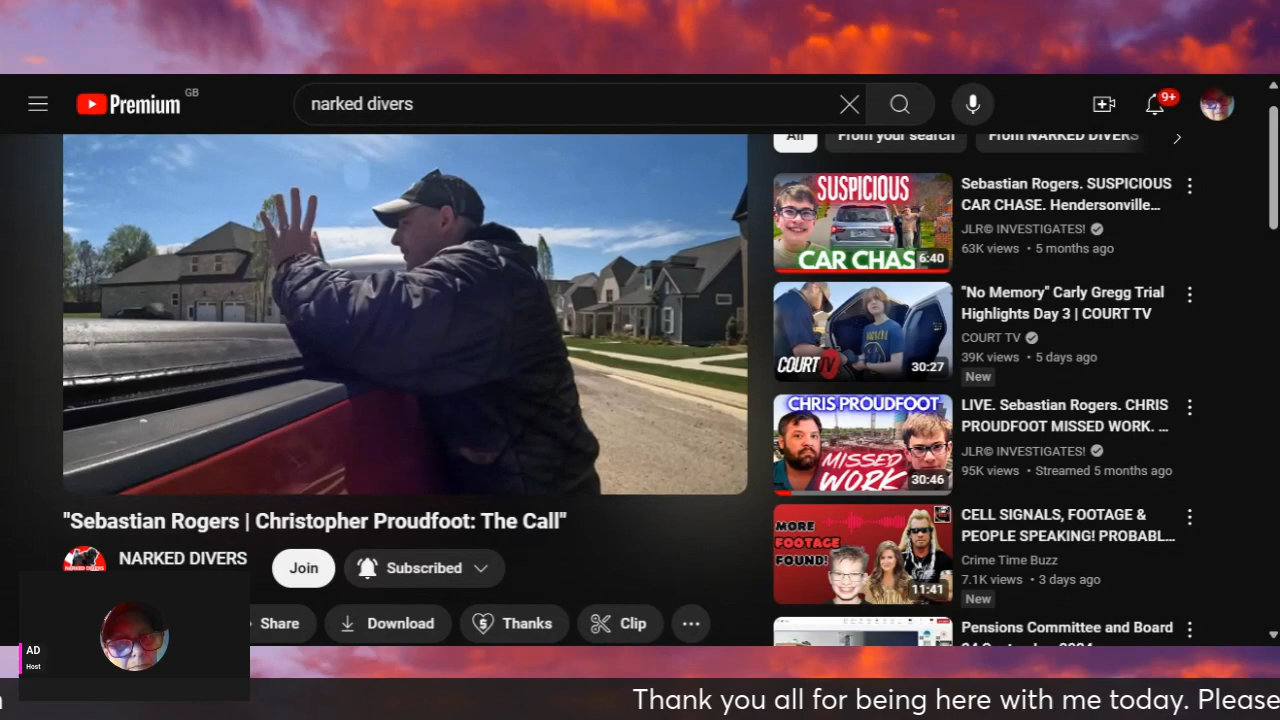 Premium
GB
narked divers
9+
All
From your search
From NARKED DIVERS
SUSPICIOUS
CAR CHAS
6:40
Sebastian Rogers. SUSPICIOUS
CAR CHASE. Hendersonville...
JLR© INVESTIGATES!
63K views • 5 months ago
COURT TV
30:27
"No Memory" Carly Gregg Trial
Highlights Day 3 | COURT TV
COURT TV
39K views • 5 days ago
New
CHRIS PROUDFOOT
MISSED
WORK
30:46
LIVE. Sebastian Rogers. CHRIS
PROUDFOOT MISSED WORK. ...
JLR© INVESTIGATES!
95K views • Streamed 5 months ago
MORE
FOOTAGE
FOUND!
11:41
CELL SIGNALS, FOOTAGE &
PEOPLE SPEAKING! PROBABL...
Crime Time Buzz
7.1K views • 3 days ago
New
Pensions Committee and Board
"Sebastian Rogers | Christopher Proudfoot: The Call"
NARKED DIVERS
Join
Subscribed
Share
Download
Thanks
Clip
AD
Host
Thank you all for being here with me today. Please